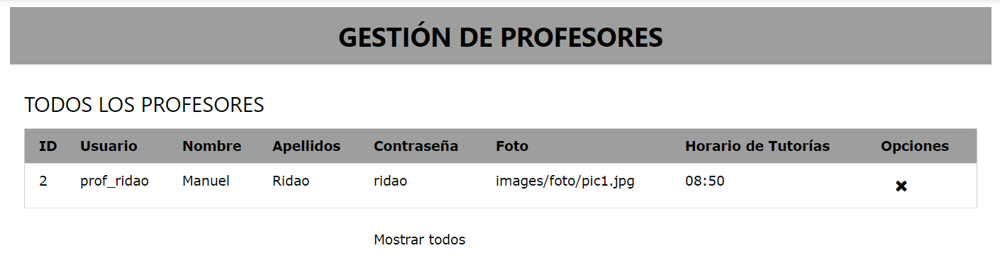 GESTIÓN DE PROFESORES
TODOS LOS PROFESORES
ID Usuario Nombre Apellidos Contraseña Foto Horario de Tutorías Opciones
2 prof_ridao Manuel Ridao ridao images/foto/pic1.jpg 08:50 ✖
Mostrar todos